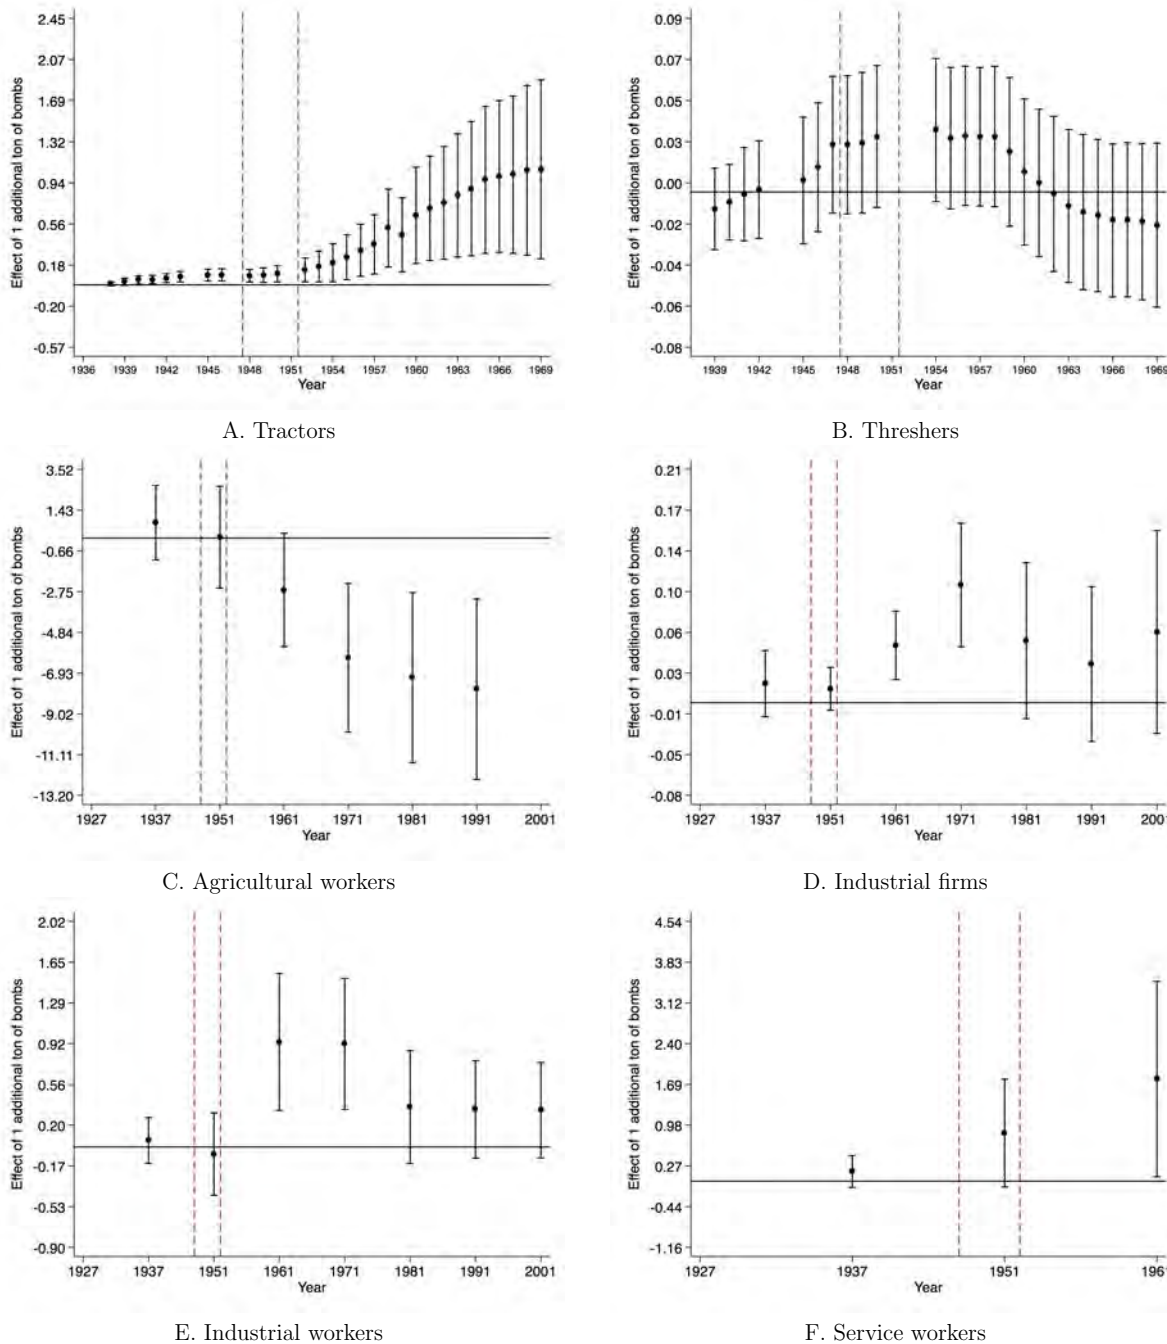 Effect of 1 additional ton of bombs
2.45
2.07
1.69
1.32
0.94
0.56
0.18
-0.20
-0.57
1936 1939 1942 1945 1948 1951 1954 1957 1960 1963 1966 1969
Year
A. Tractors
Effect of 1 additional ton of bombs
0.09
0.07
0.05
0.03
0.00
-0.02
-0.04
-0.06
-0.08
1939 1942 1945 1948 1951 1954 1957 1960 1963 1966 1969
Year
B. Threshers
Effect of 1 additional ton of bombs
3.52
1.43
-0.66
-2.75
-4.84
-6.93
-9.02
-11.11
-13.20
1927 1937 1951 1961 1971 1981 1991 2001
Year
C. Agricultural workers
Effect of 1 additional ton of bombs
0.21
0.17
0.14
0.10
0.06
0.03
-0.01
-0.05
-0.08
1927 1937 1951 1961 1971 1981 1991 2001
Year
D. Industrial firms
Effect of 1 additional ton of bombs
2.02
1.65
1.29
0.92
0.56
0.20
-0.17
-0.53
-0.90
1927 1937 1951 1961 1971 1981 1991 2001
Year
E. Industrial workers
Effect of 1 additional ton of bombs
4.54
3.83
3.12
2.40
1.69
0.98
0.27
-0.44
-1.16
1927 1937 1951 1961
Year
F. Service workers